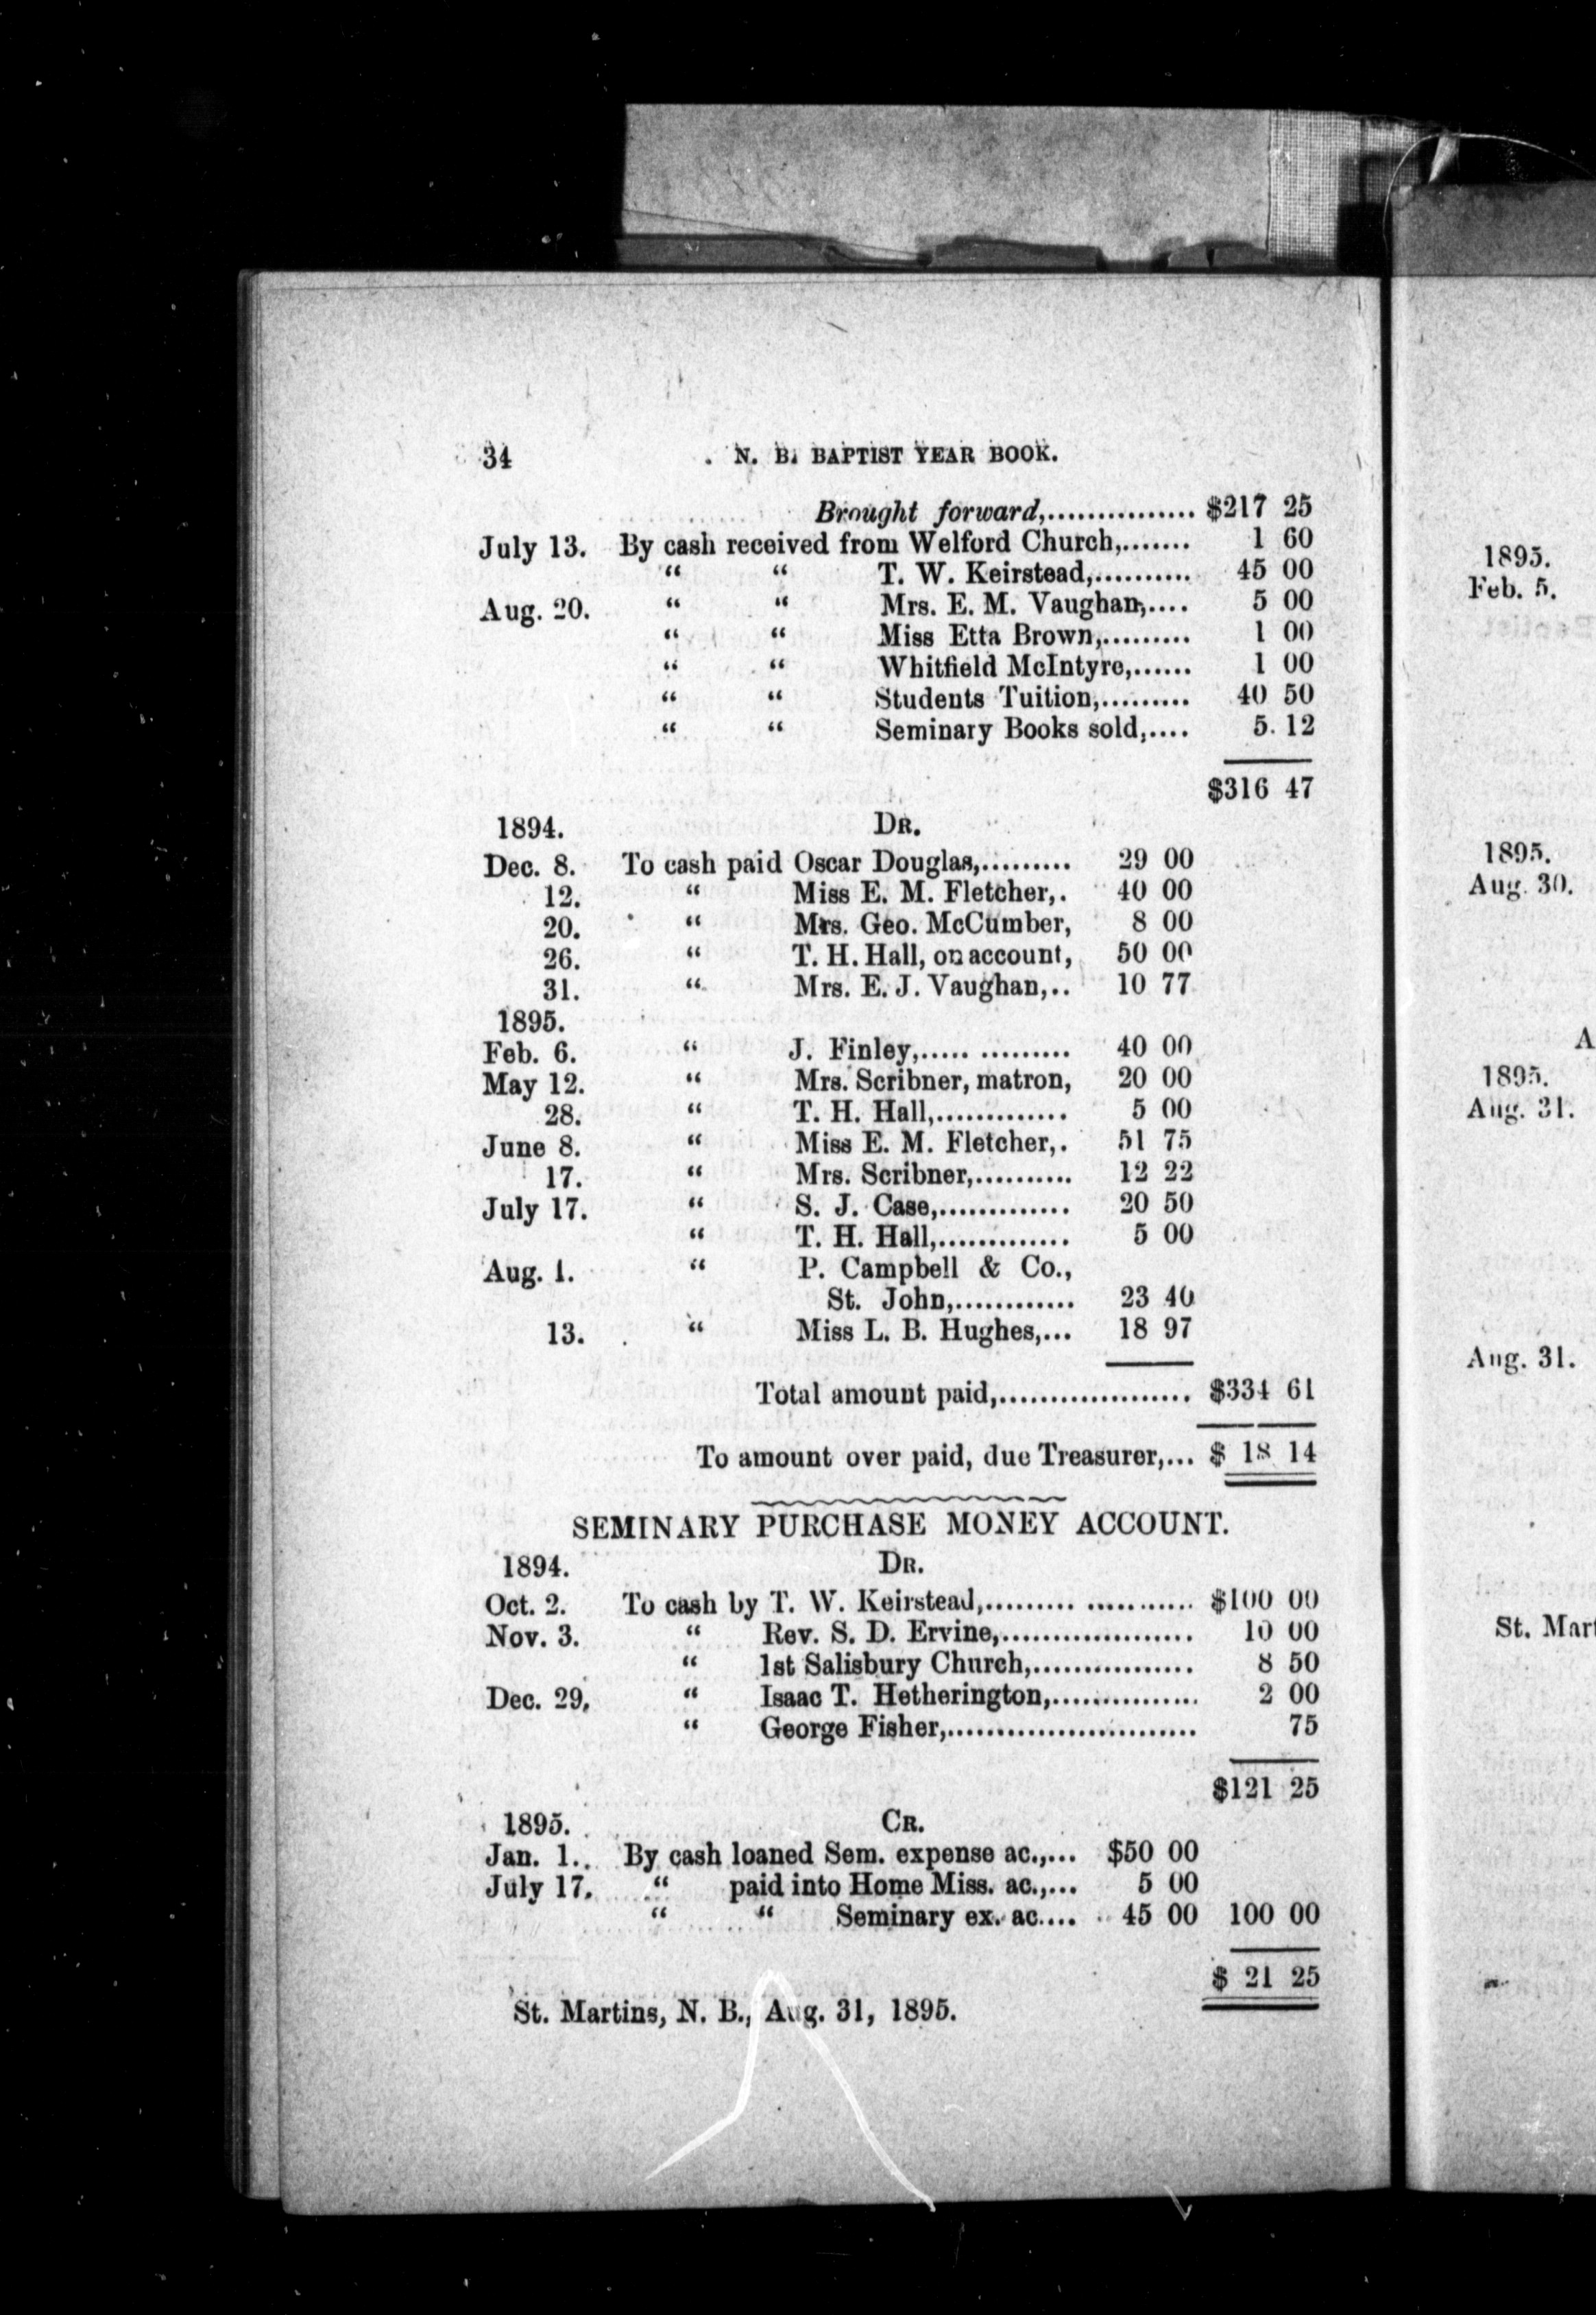 34 N. B. BAPTIST YEAR BOOK.
Brought forward,............... $217 25
July 13. By cash received from Welford Church,....... 1 60
“ “ T. W. Keirstead,.......... 45 00
Aug. 20. “ “ Mrs. E. M. Vaughan,.... 5 00
“ “ Miss Etta Brown,......... 1 00
“ “ Whitfield McIntyre,...... 1 00
“ “ Students Tuition,......... 40 50
“ “ Seminary Books sold,.... 5. 12
$316 47
1894. DR.
Dec. 8. To cash paid Oscar Douglas,......... 29 00
12. “ Miss E. M. Fletcher,. 40 00
20. “ Mrs. Geo. McCumber, 8 00
26. “ T. H. Hall, on account, 50 00
31. “ Mrs. E. J. Vaughan,.. 10 77
1895.
Feb. 6. “ J. Finley,..... ......... 40 00
May 12. “ Mrs. Scribner, matron, 20 00
28. “ T. H. Hall,............. 5 00
June 8. “ Miss E. M. Fletcher,. 51 75
17. “ Mrs. Scribner,.......... 12 22
July 17. “ S. J. Case,............. 20 50
“ T. H. Hall,............. 5 00
Aug. 1. “ P. Campbell & Co.,
St. John,............ 23 40
13. “ Miss L. B. Hughes,... 18 97
Total amount paid,................... $334 61
To amount over paid, due Treasurer,... $ 18 14
SEMINARY PURCHASE MONEY ACCOUNT.
1894. DR.
Oct. 2. To cash by T. W. Keirstead,......... ........... $100 00
Nov. 3. “ Rev. S. D. Ervine,................... 10 00
“ 1st Salisbury Church,................ 8 50
Dec. 29, “ Isaac T. Hetherington,............... 2 00
“ George Fisher,......................... 75
$121 25
1895. CR.
Jan. 1.. By cash loaned Sem. expense ac.,... $50 00
July 17. “ paid into Home Miss. ac.,... 5 00
“ “ Seminary ex. ac.... 45 00 100 00
$ 21 25
St. Martins, N. B., Aug. 31, 1895.
1895.
Feb. 5.
1895.
Aug. 30.
A
1895.
Aug. 31.
Aug. 31.
St. Mart